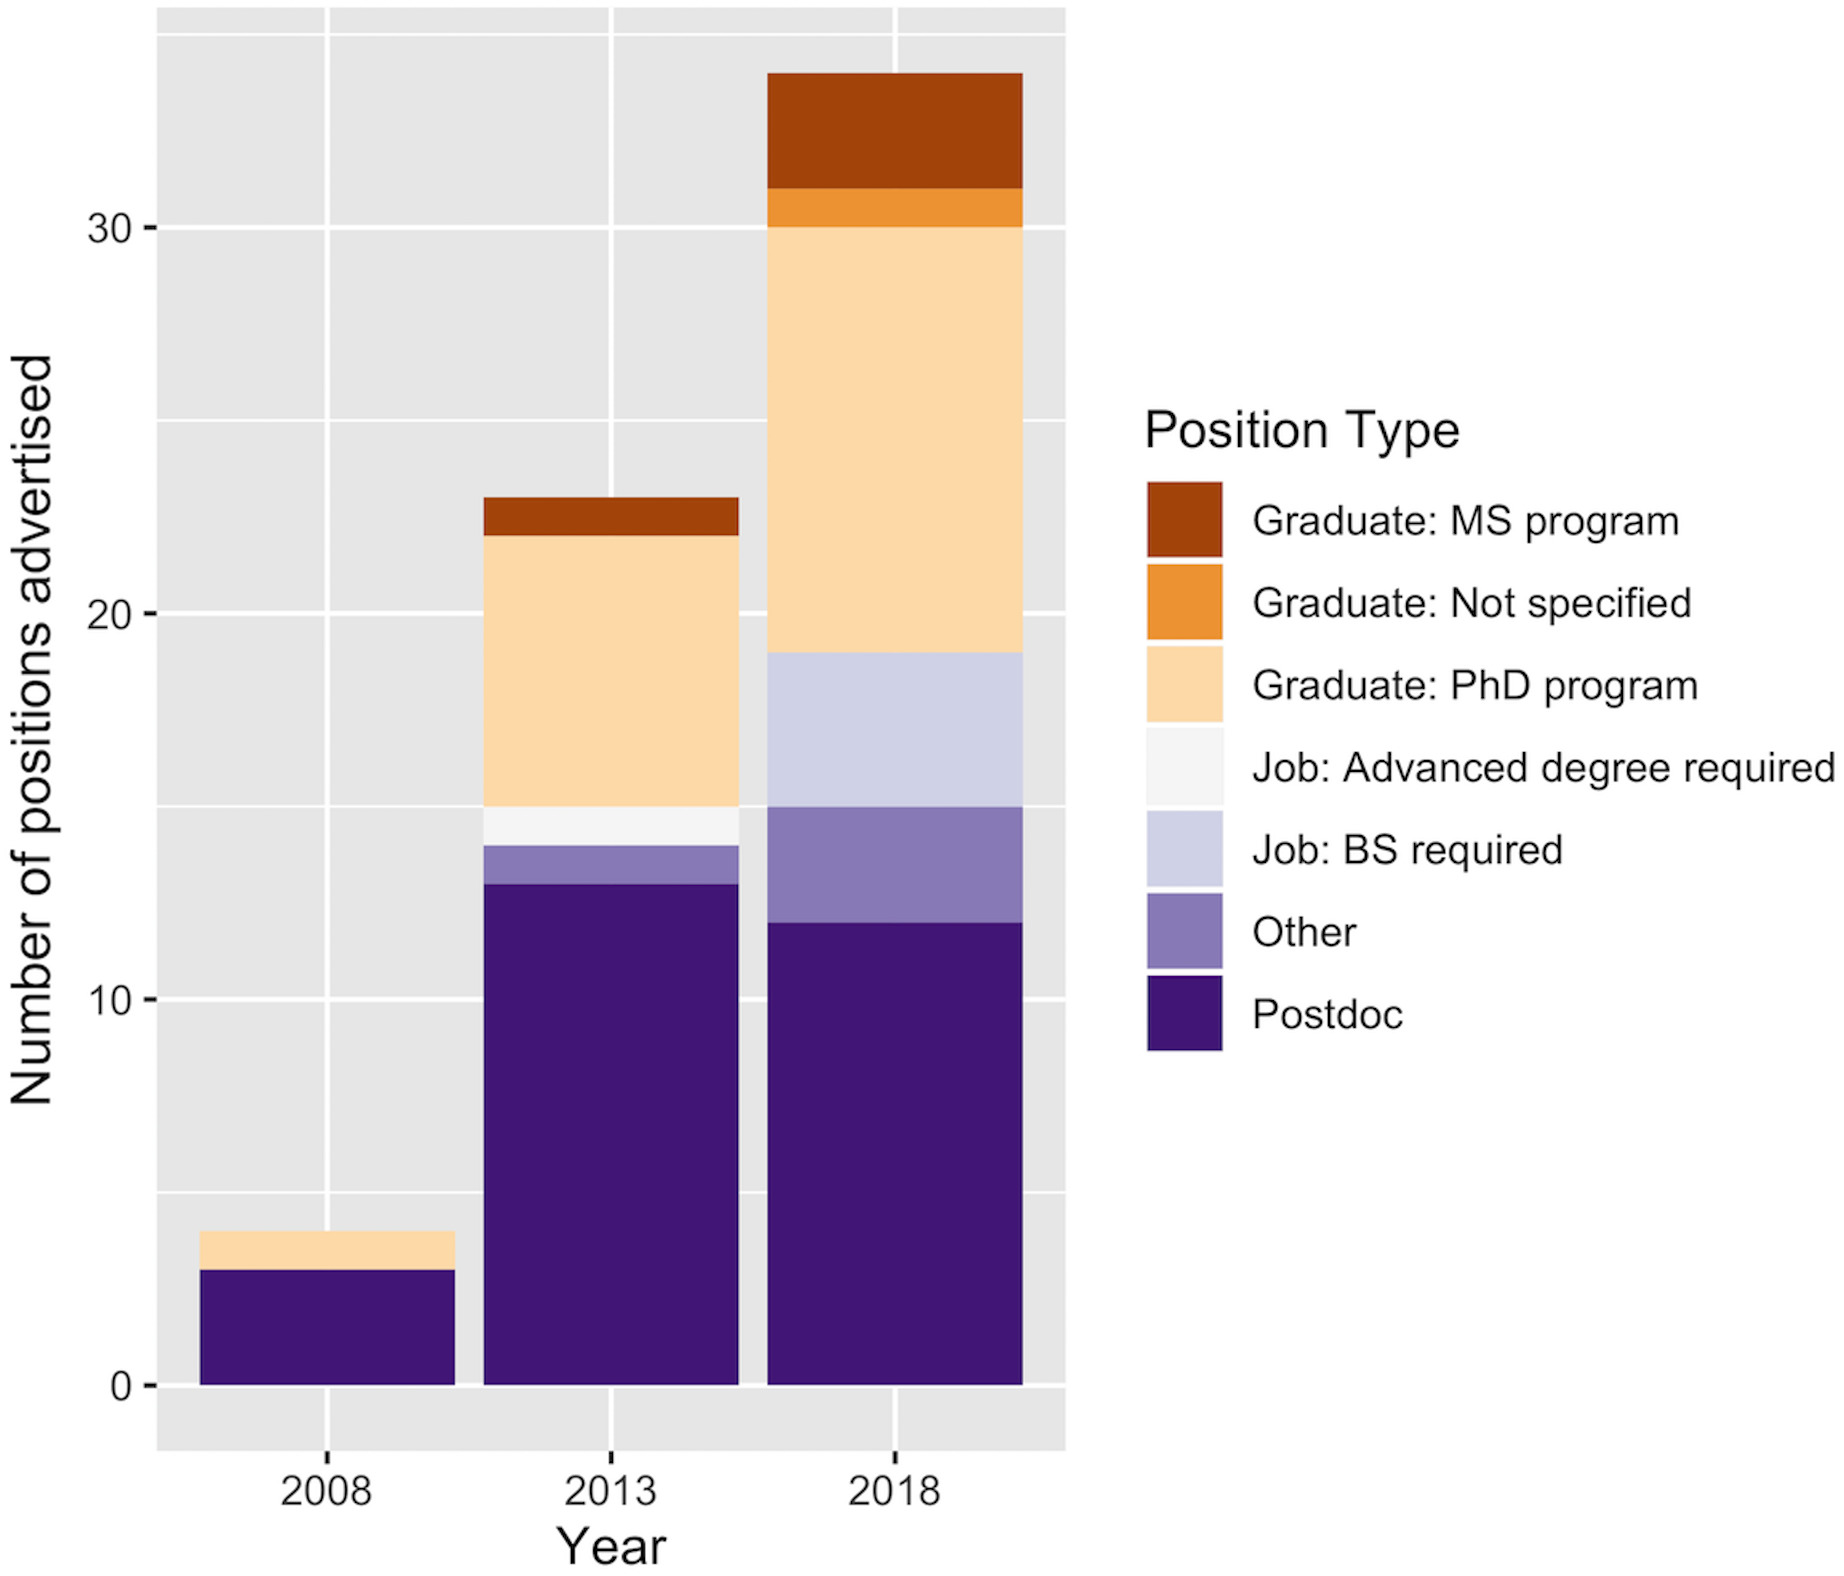 Number of positions advertised
30
20
10
0
2008
2013
2018
Year
Position Type
Graduate: MS program
Graduate: Not specified
Graduate: PhD program
Job: Advanced degree required
Job: BS required
Other
Postdoc